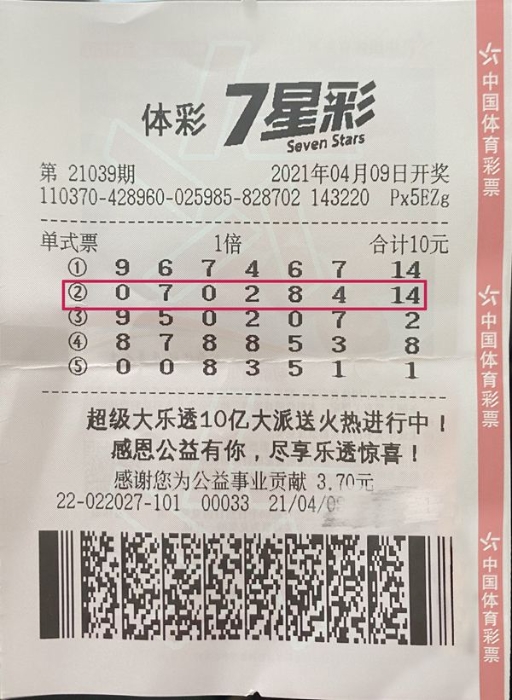 体彩 7星彩
Seven Stars
第 21039期 2021年04月09日开奖
110370-428960-025985-828702 143220 Px5EZg
单式票 1倍 合计10元
① 9 6 7 4 6 7 14
② 0 7 0 2 8 4 14
③ 9 5 0 2 0 7 2
④ 8 7 8 8 5 3 8
⑤ 0 0 8 3 5 1 1
超级大乐透10亿大派送火热进行中！
感恩公益有你，尽享乐透惊喜！
感谢您为公益事业贡献 3.70元
22-022027-101 00033 21/04/0
中国体育彩票
中国体育彩票
中国体育彩票